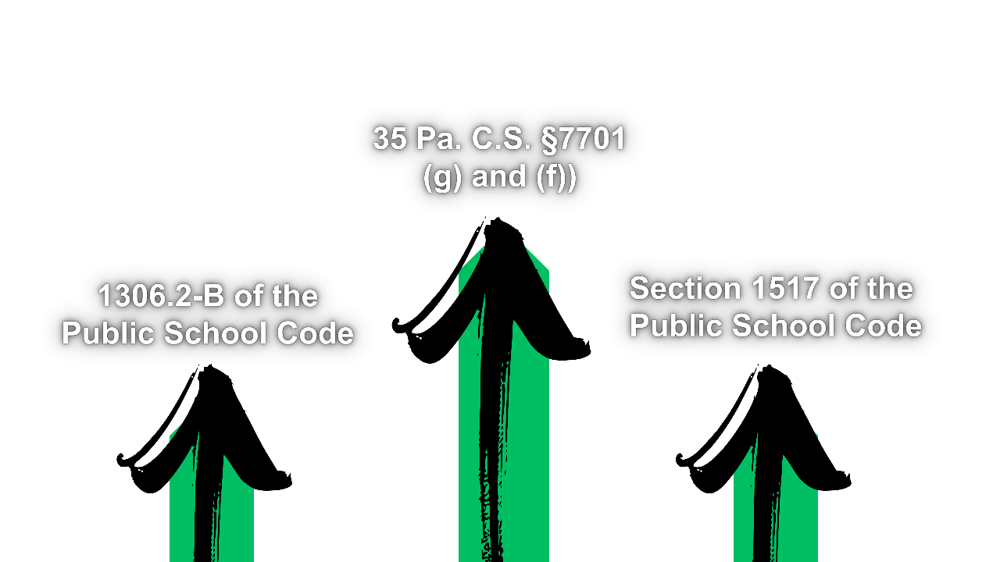 35 Pa. C.S. §7701
(g) and (f))
1306.2-B of the
Public School Code
Section 1517 of the
Public School Code